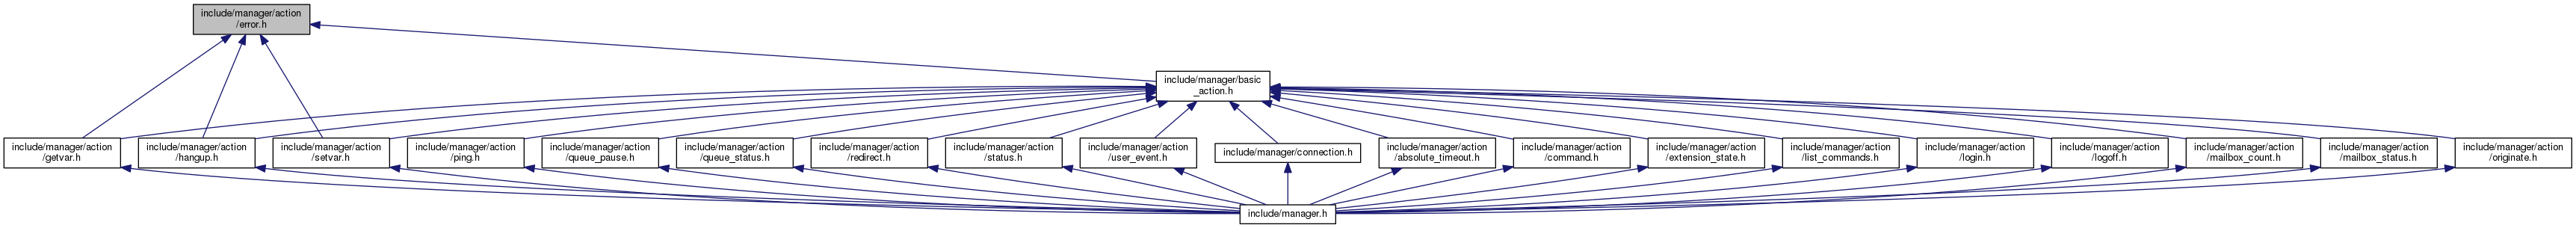 include/manager/action
/error.h
include/manager/basic
_action.h
include/manager/action
/getvar.h
include/manager/action
/hangup.h
include/manager/action
/setvar.h
include/manager/action
/ping.h
include/manager/action
/queue_pause.h
include/manager/action
/queue_status.h
include/manager/action
/redirect.h
include/manager/action
/status.h
include/manager/action
/user_event.h
include/manager/connection.h
include/manager/action
/absolute_timeout.h
include/manager/action
/command.h
include/manager/action
/extension_state.h
include/manager/action
/list_commands.h
include/manager/action
/login.h
include/manager/action
/logoff.h
include/manager/action
/mailbox_count.h
include/manager/action
/mailbox_status.h
include/manager/action
/originate.h
include/manager.h